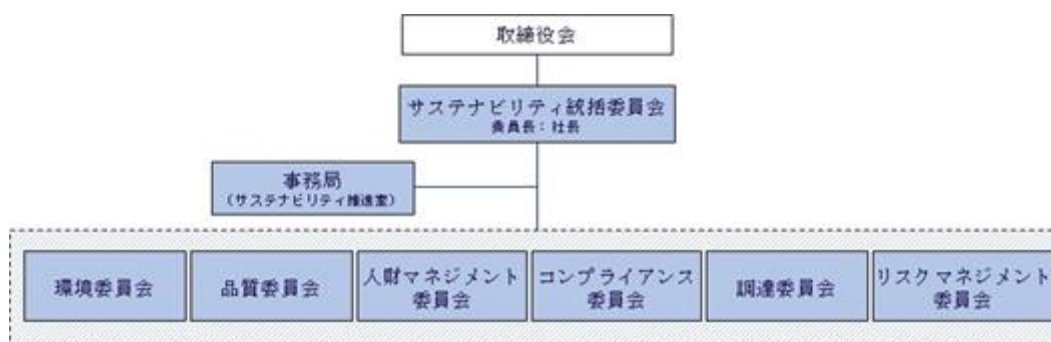 取締役会
サステナビリティ統括委員会
委員長：社長
事務局
（サステナビリティ推進室）
環境委員会
品質委員会
人財マネジメント
委員会
コンプライアンス
委員会
調達委員会
リスクマネジメント
委員会